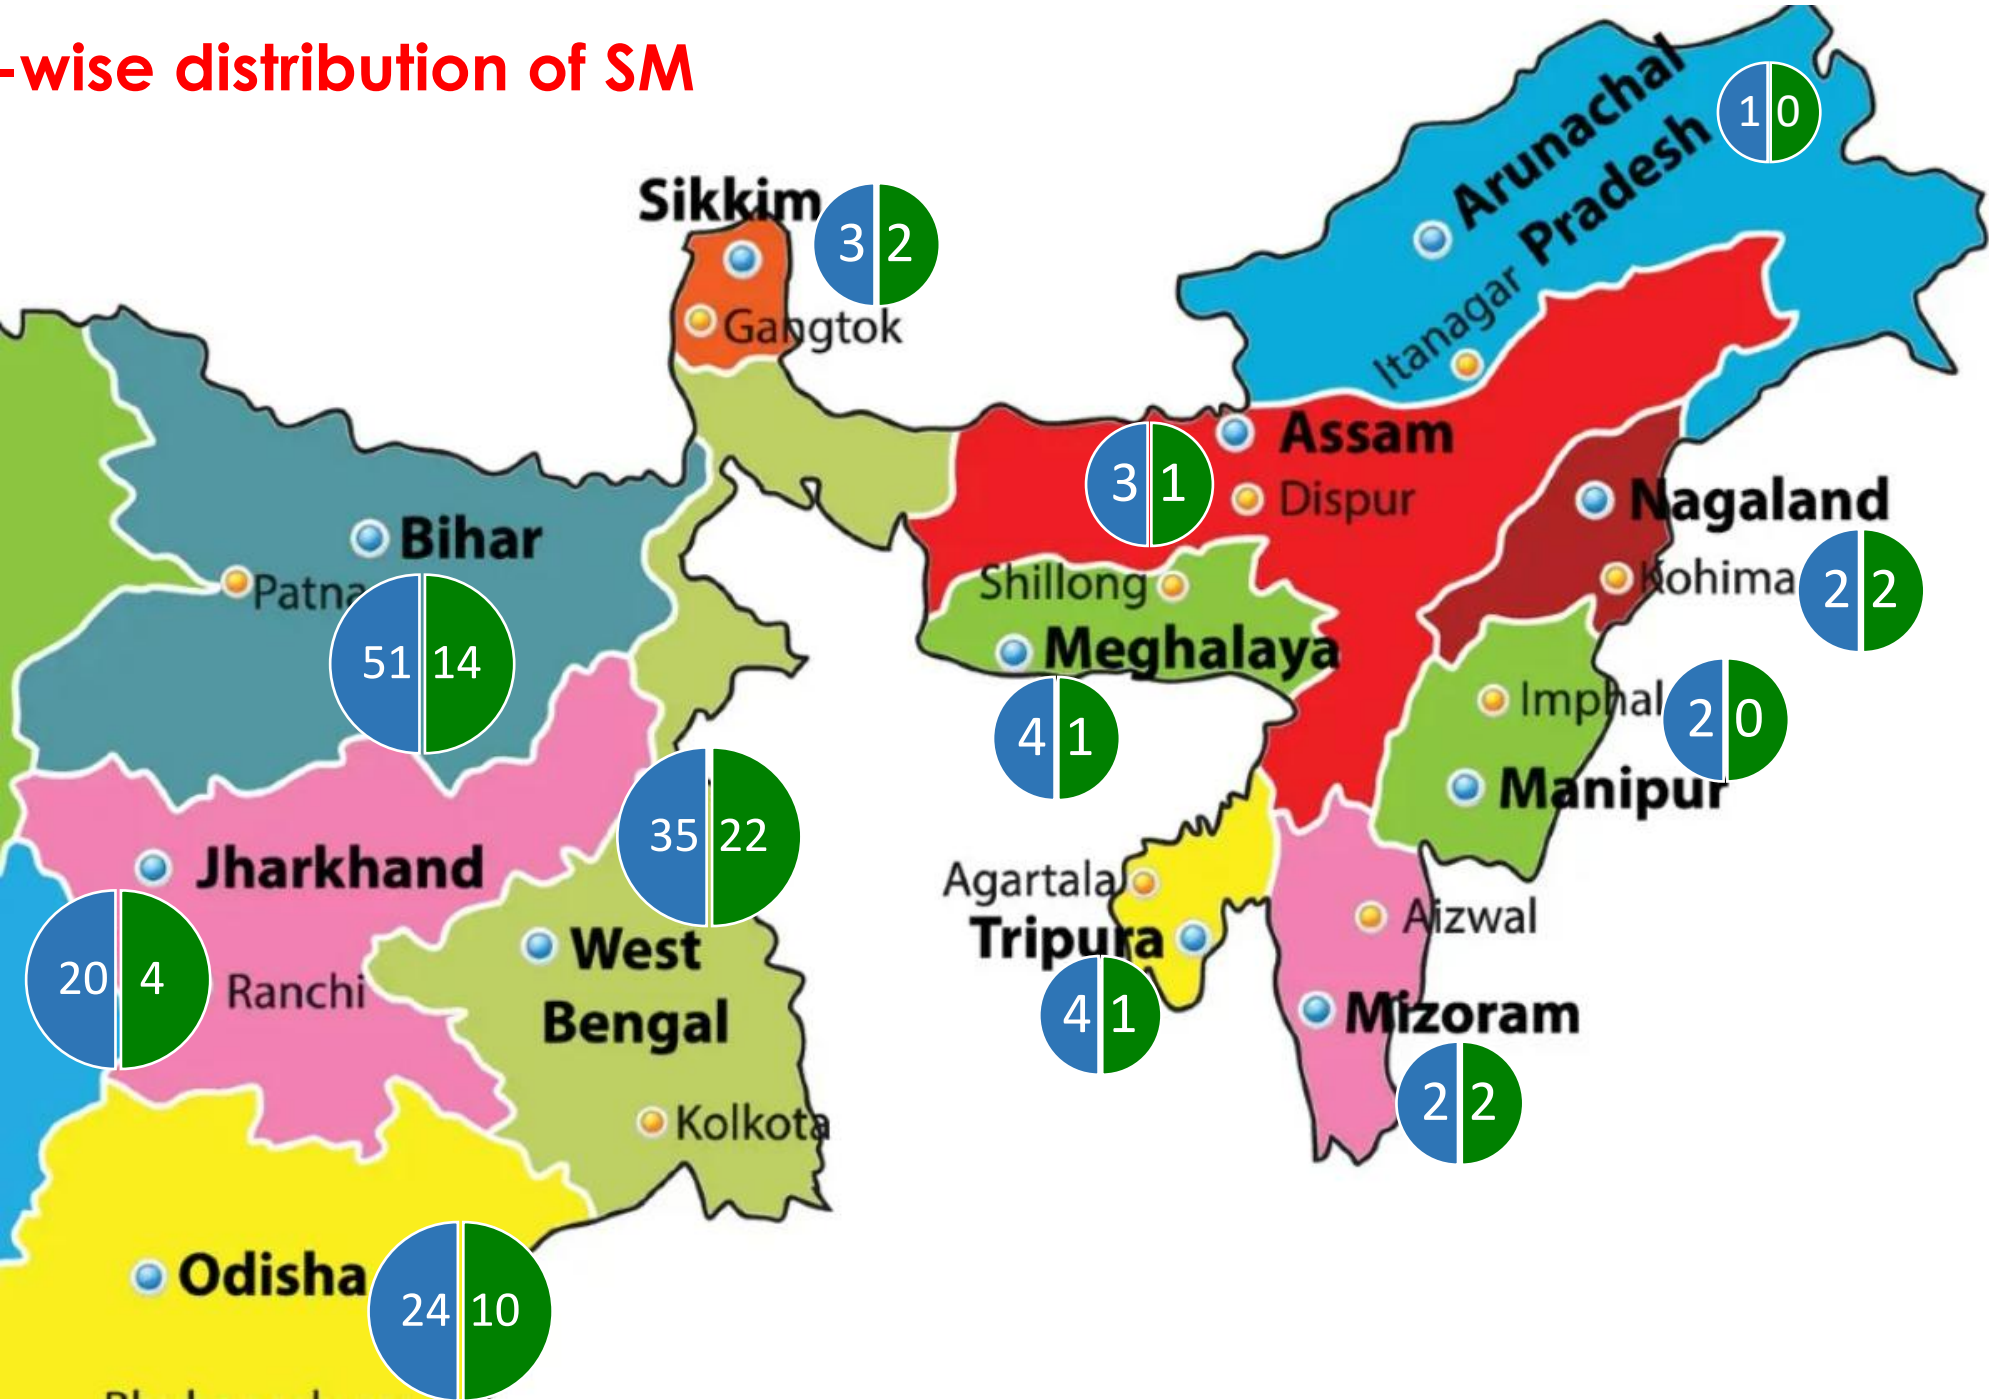 -wise distribution of SM
Arunachal
Pradesh
Itanagar
1 0
Sikkim
3 2
Gangtok
Assam
3 1
Dispur
Nagaland
Kohima
2 2
Bihar
Patna
51 14
Shillong
Meghalaya
4 1
Imphal
2 0
Manipur
35 22
Jharkhand
20 4
Ranchi
West
Bengal
Kolkota
Agartala
Tripura
4 1
Aizwal
Mizoram
2 2
Odisha
24 10